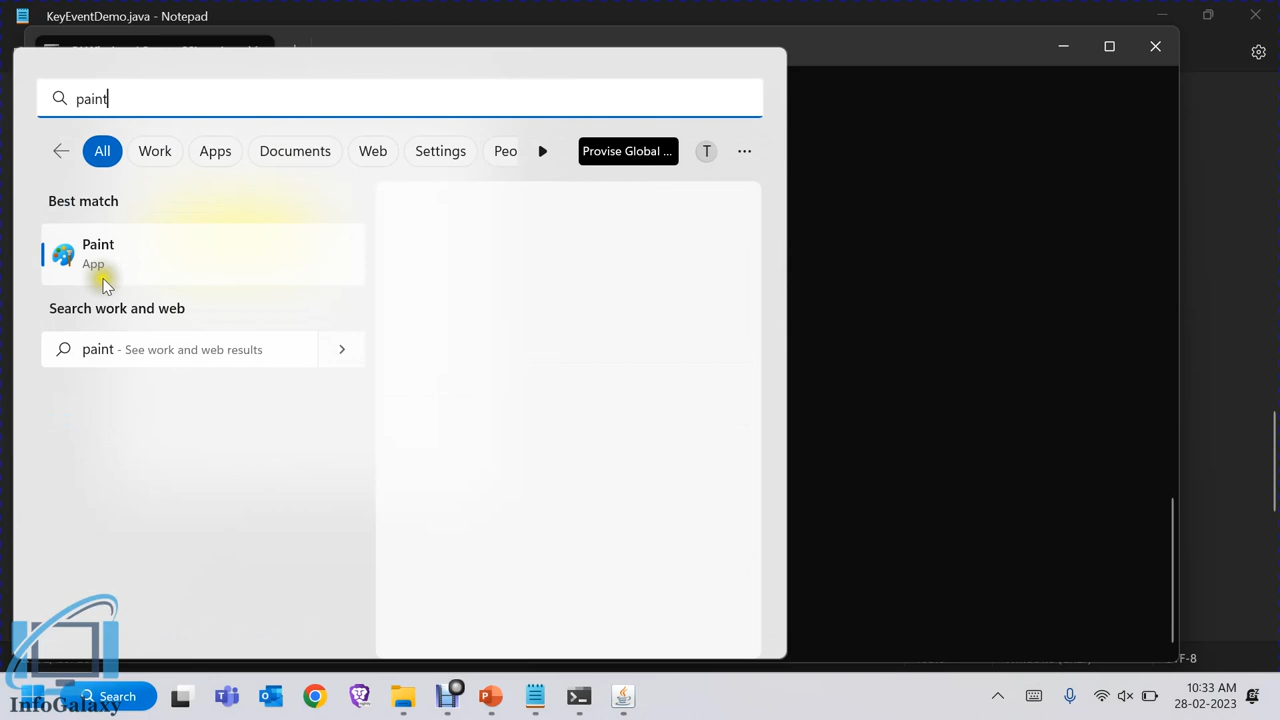 KeyEventDemo.java - Notepad
paint
All
Work
Apps
Documents
Web
Settings
Peo
Provise Global ...
T
Best match
Paint
App
Search work and web
paint - See work and web results
Search
10:33 AM
28-02-2023
InfoGalaxy